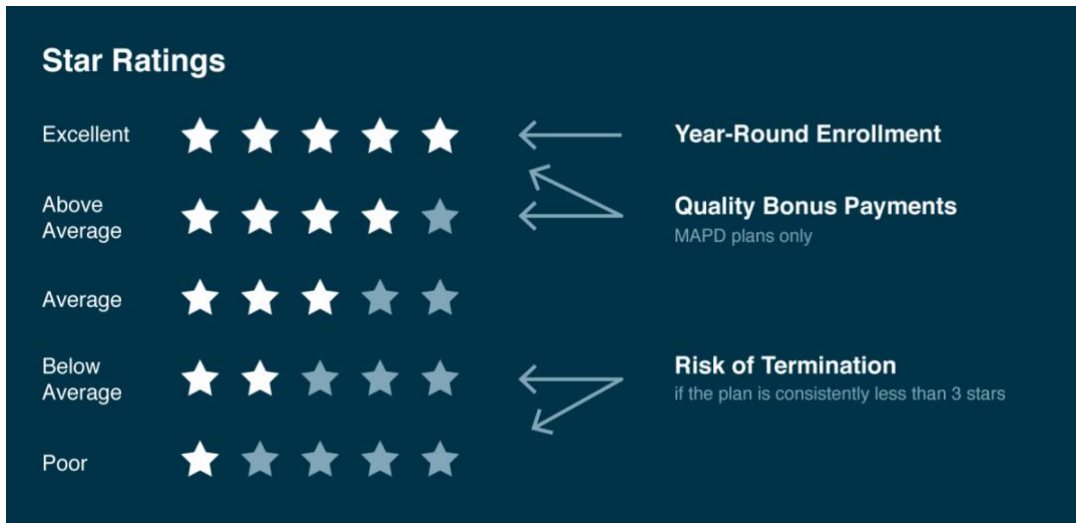 Star Ratings
Excellent
Year-Round Enrollment
Above
Average
Quality Bonus Payments
MAPD plans only
Average
Below
Average
Risk of Termination
if the plan is consistently less than 3 stars
Poor